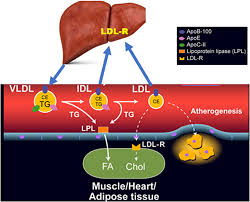 LDL-R
ApoB-100
ApoE
ApoC-II
Lipoprotein lipase (LPL)
LDL-R
VLDL IDL LDL
CE
TG
CE
TG
CE
Atherogenesis
TG TG
LPL
LDL-R
FA Chol
Muscle/Heart/
Adipose tissue